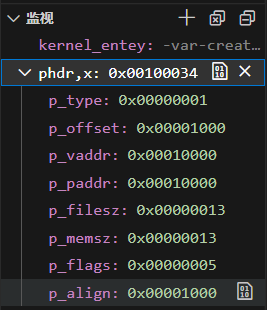 监视
kernel_entey: -var-creat…
phdr,x: 0x00100034
p_type: 0x00000001
p_offset: 0x00001000
p_vaddr: 0x00010000
p_paddr: 0x00010000
p_filesz: 0x00000013
p_memsz: 0x00000013
p_flags: 0x00000005
p_align: 0x00001000